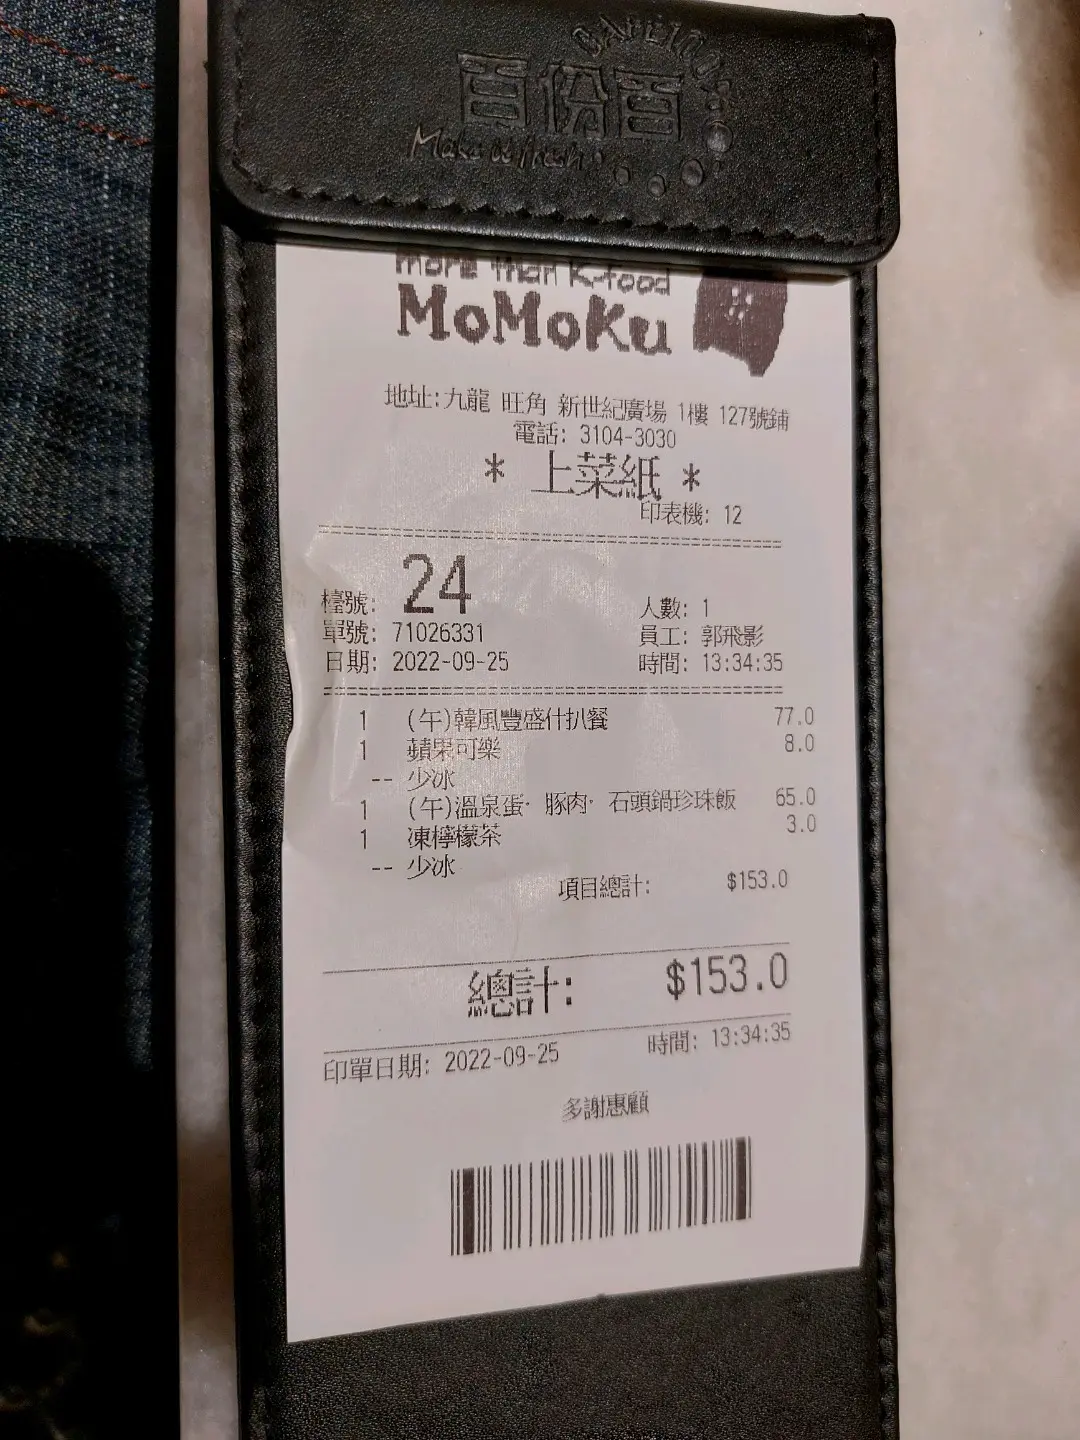 CAFE100%
百份百
Make it fresh
more than K-food
MoMoKu
地址:九龍 旺角 新世紀廣場 1樓 127號鋪
電話: 3104-3030
* 上菜紙 *
印表機: 12
檯號: 24 人數: 1
單號: 71026331 員工: 郭飛影
日期: 2022-09-25 時間: 13:34:35
1 (午)韓風豐盛什扒餐 77.0
1 蘋果可樂 8.0
-- 少冰
1 (午)溫泉蛋‧豚肉‧石頭鍋珍珠飯 65.0
1 凍檸檬茶 3.0
-- 少冰
項目總計: $153.0
總計: $153.0
印單日期: 2022-09-25 時間: 13:34:35
多謝惠顧